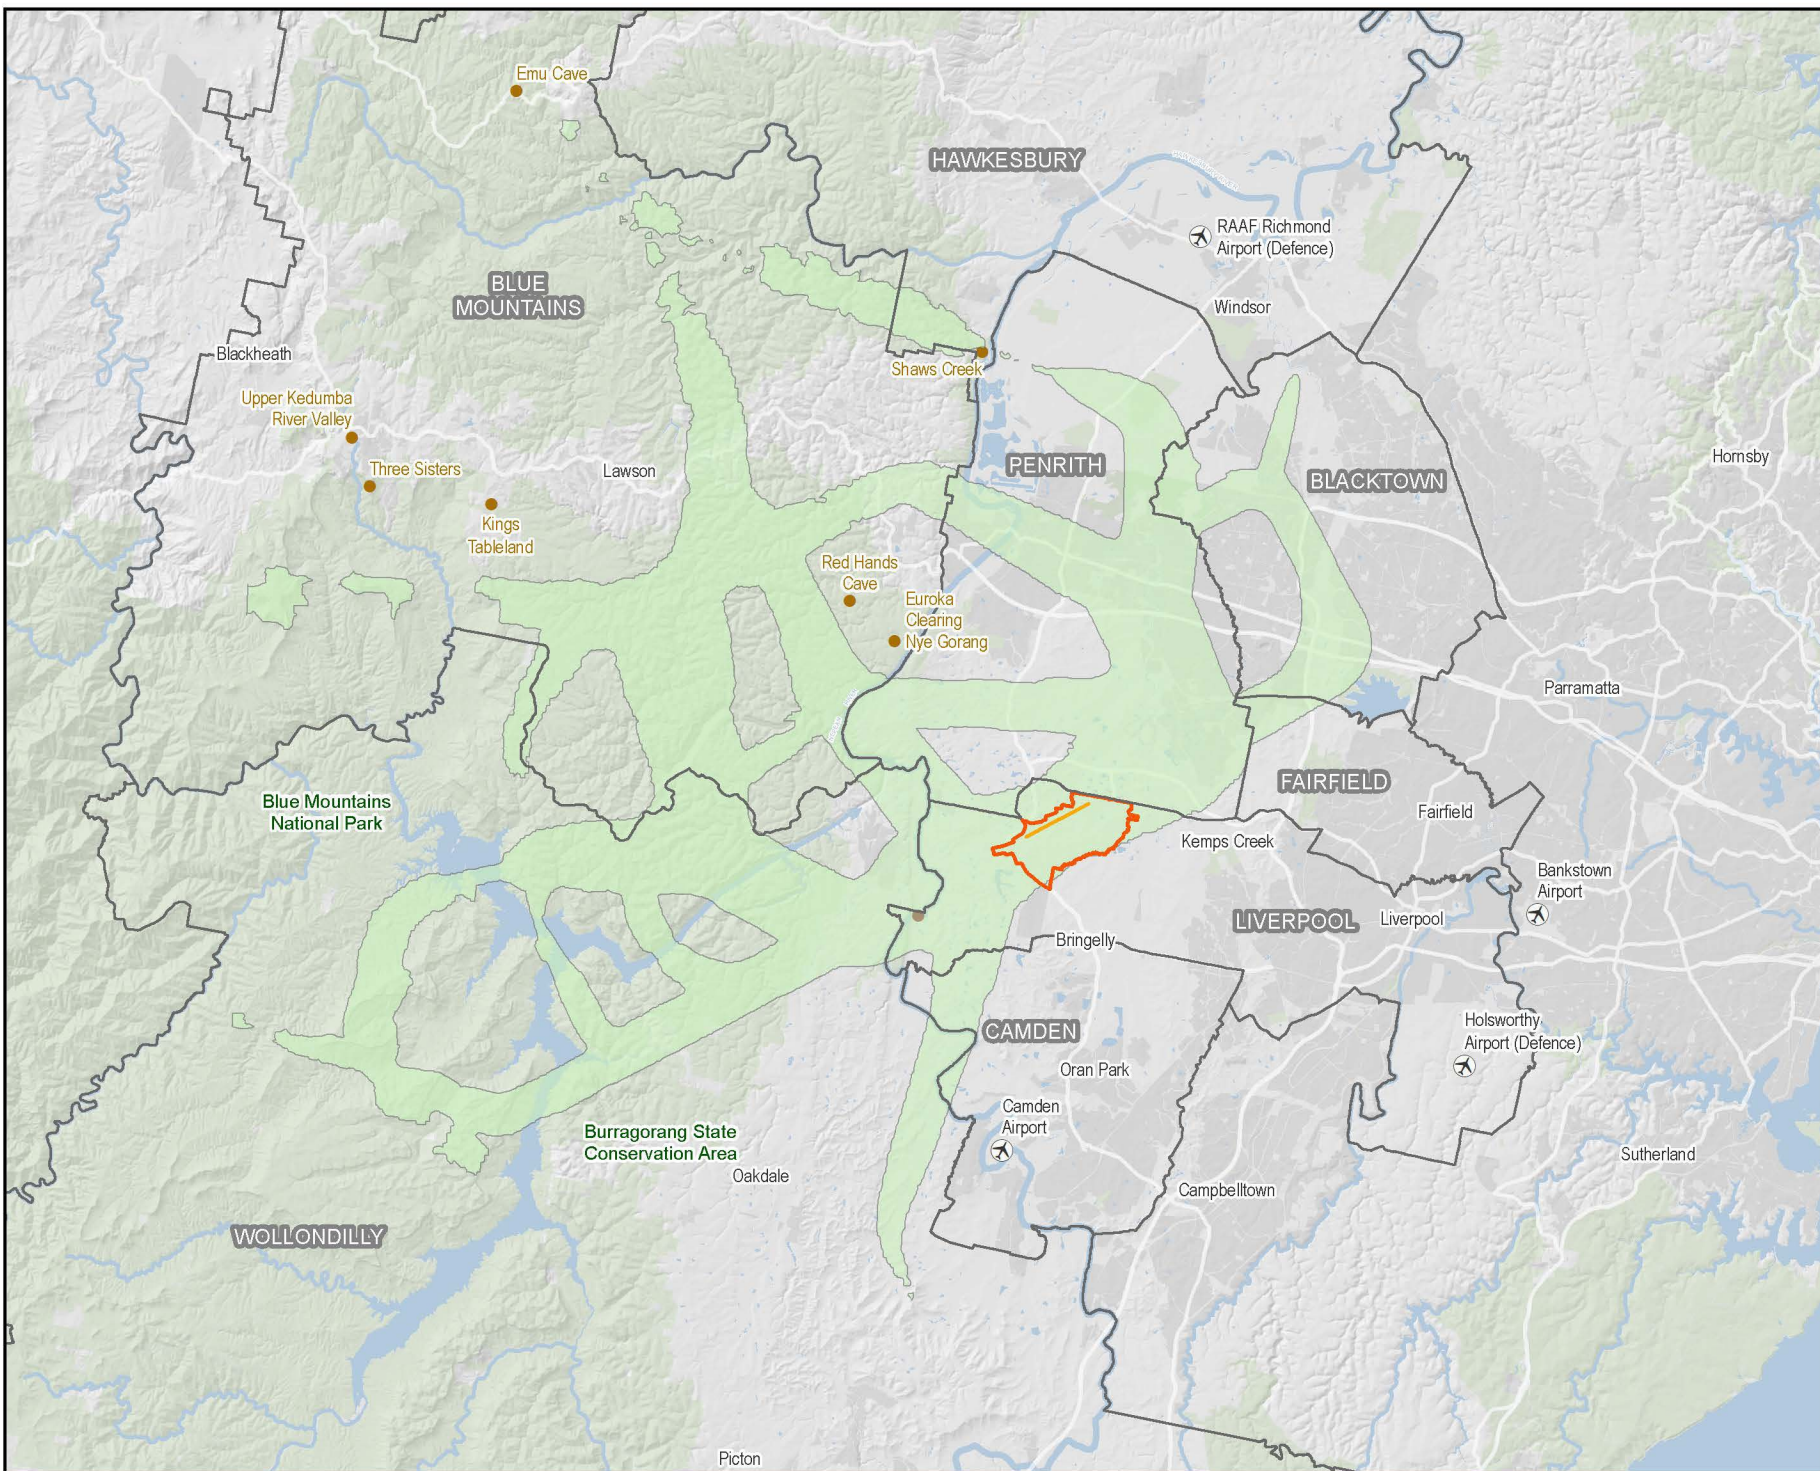 Emu Cave
HAWKESBURY
HAWKESBURY RIVER
RAAF Richmond
Airport (Defence)
BLUE
MOUNTAINS
Windsor
Blackheath
Shaws Creek
Upper Kedumba
River Valley
Three Sisters
Lawson
PENRITH
BLACKTOWN
Hornsby
Kings
Tableland
Red Hands
Cave
Euroka
Clearing
Nye Gorang
Parramatta
Blue Mountains
National Park
FAIRFIELD
Fairfield
Kemps Creek
Bankstown
Airport
LIVERPOOL
Liverpool
Bringelly
CAMDEN
Holsworthy
Airport (Defence)
Oran Park
Camden
Airport
Burragorang State
Conservation Area
Oakdale
Sutherland
Campbelltown
WOLLONDILLY
Picton